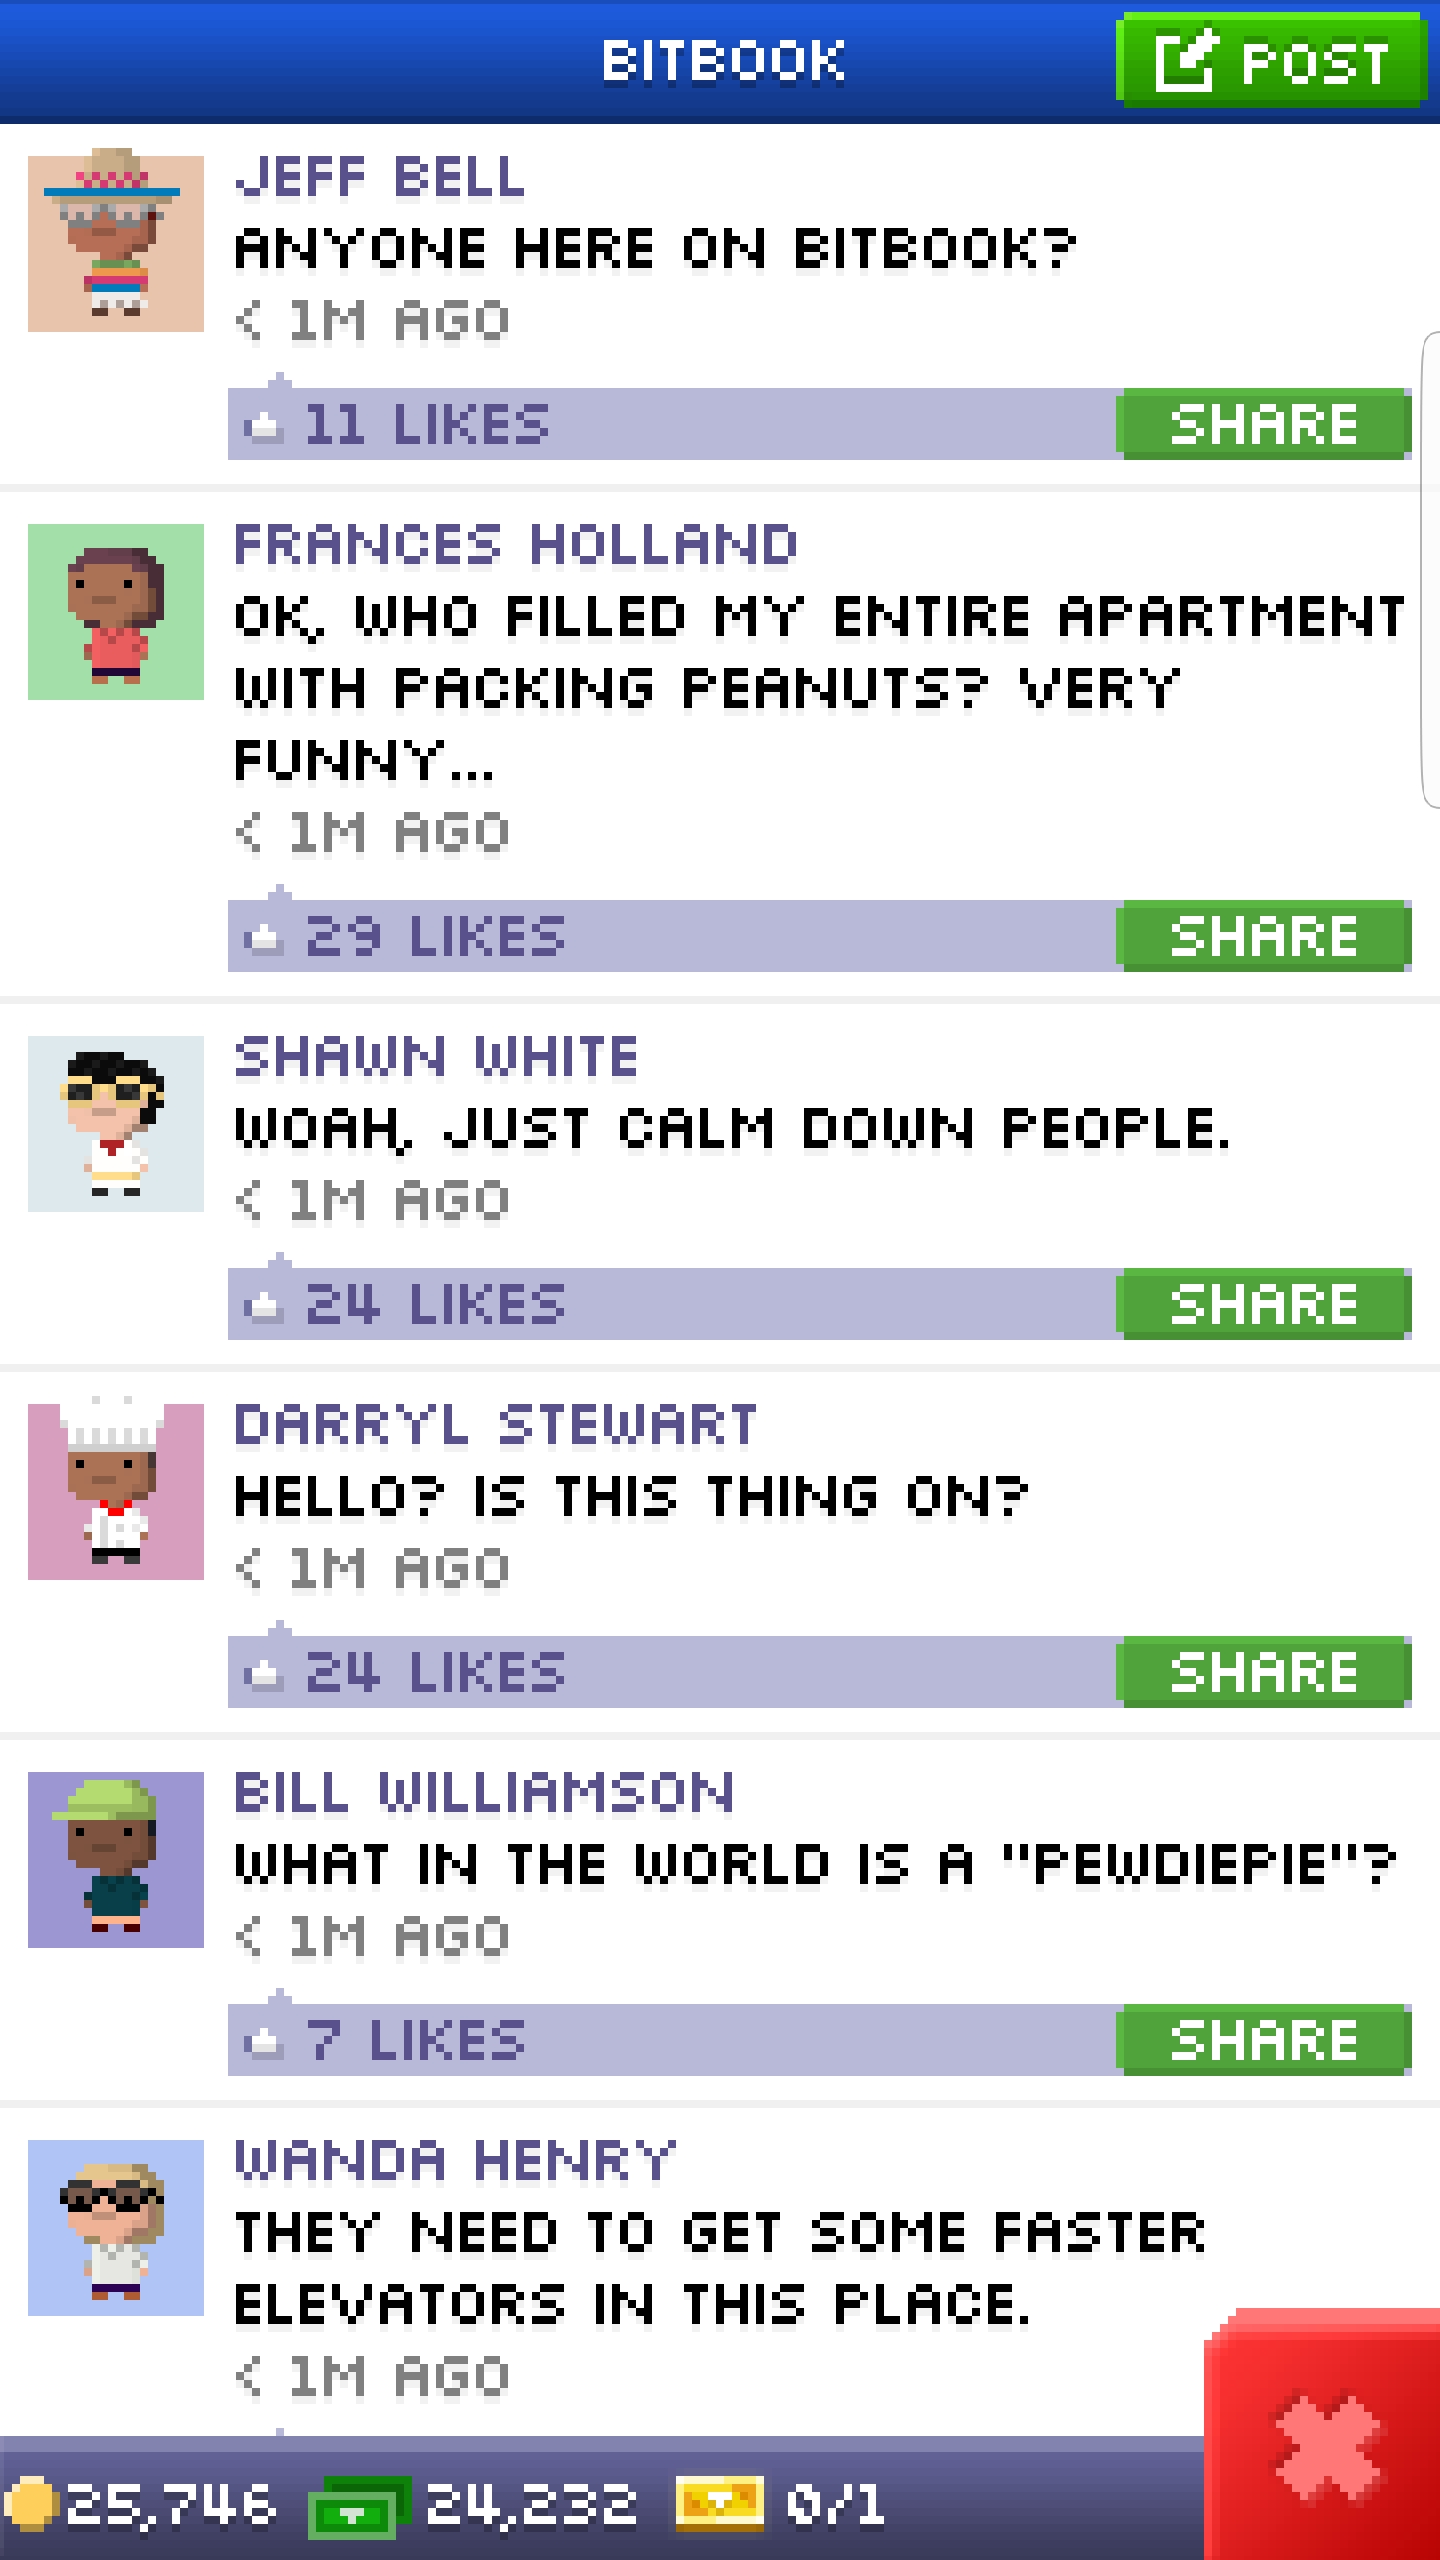 BITBOOK
POST
JEFF BELL
ANYONE HERE ON BITBOOK?
< 1M AGO
11 LIKES
SHARE
FRANCES HOLLAND
OK, WHO FILLED MY ENTIRE APARTMENT
WITH PACKING PEANUTS? VERY
FUNNY...
< 1M AGO
29 LIKES
SHARE
SHAWN WHITE
WOAH, JUST CALM DOWN PEOPLE.
< 1M AGO
24 LIKES
SHARE
DARRYL STEWART
HELLO? IS THIS THING ON?
< 1M AGO
24 LIKES
SHARE
BILL WILLIAMSON
WHAT IN THE WORLD IS A "PEWDIEPIE"?
< 1M AGO
7 LIKES
SHARE
WANDA HENRY
THEY NEED TO GET SOME FASTER
ELEVATORS IN THIS PLACE.
< 1M AGO
25,746 24,232 0/1